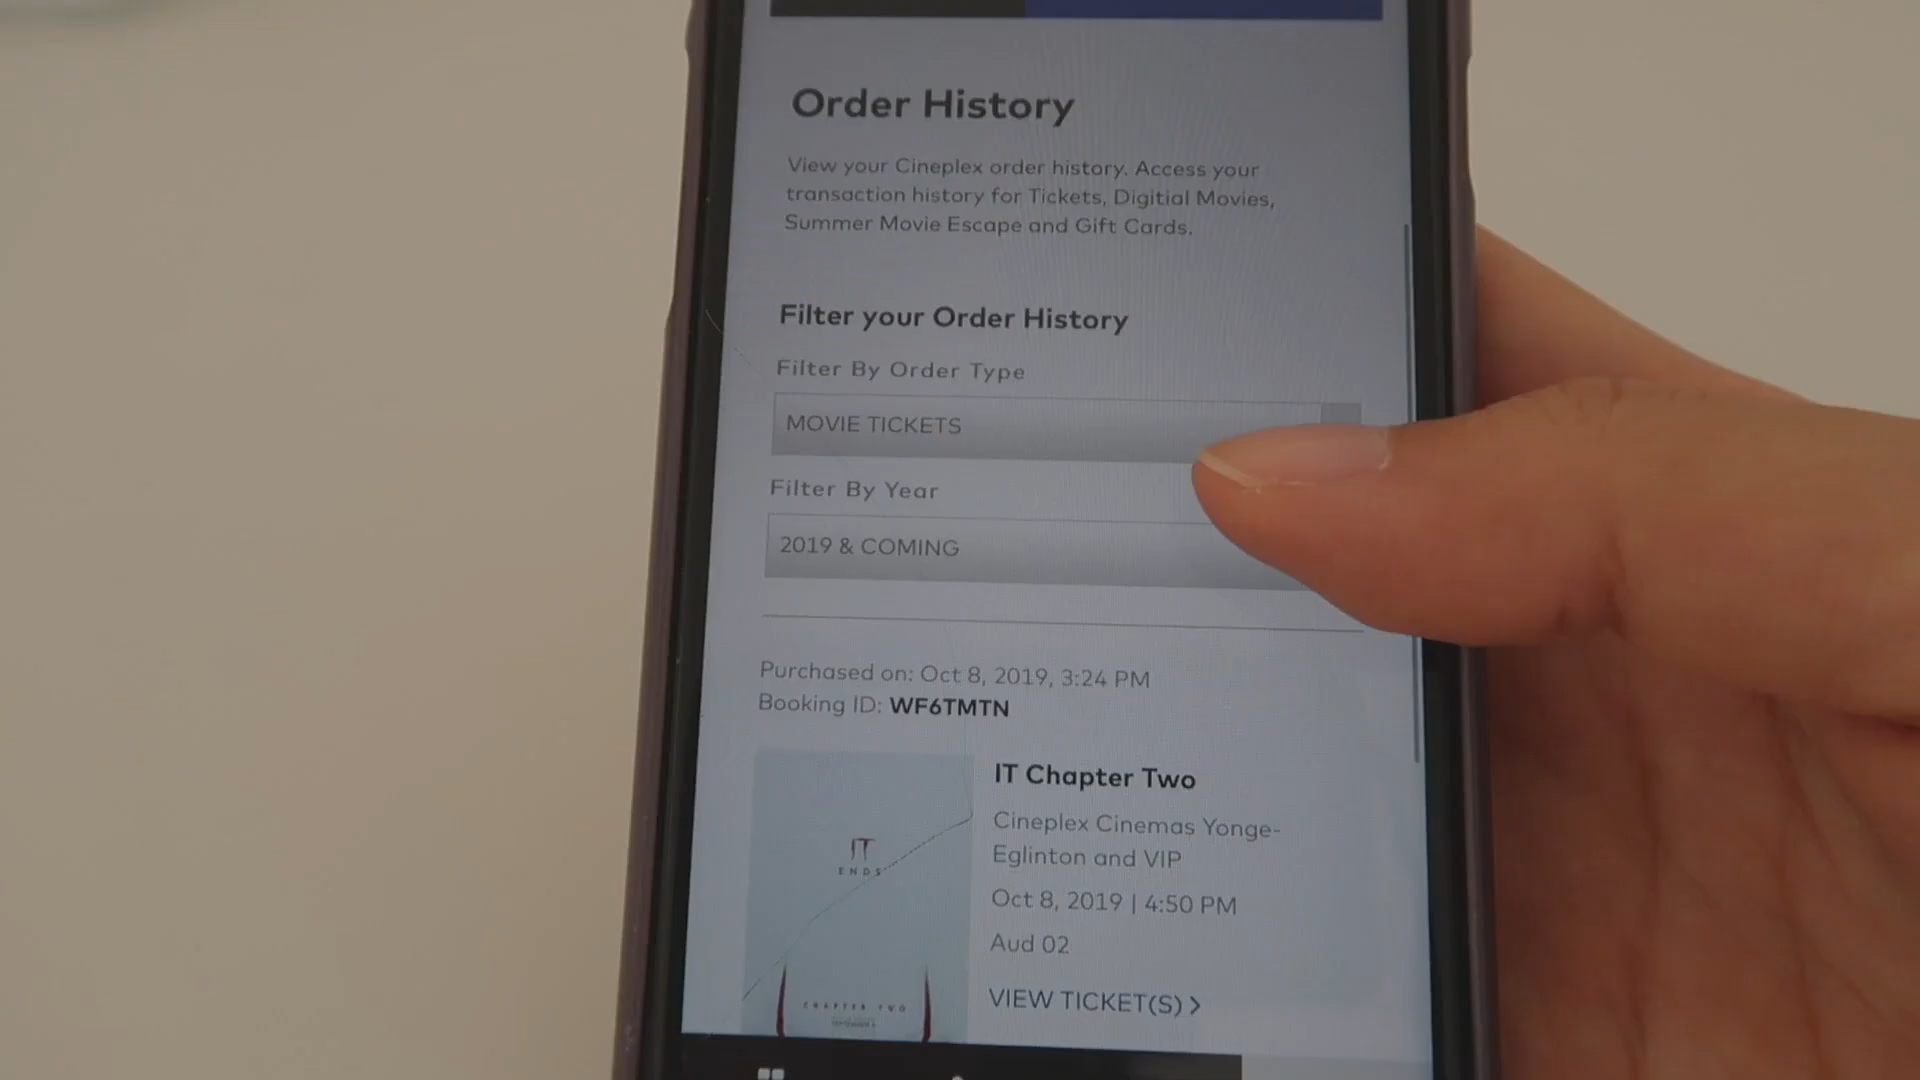 Order History
View your Cineplex order history. Access your
transaction history for Tickets, Digitial Movies,
Summer Movie Escape and Gift Cards.
Filter your Order History
Filter By Order Type
MOVIE TICKETS
Filter By Year
2019 & COMING
Purchased on: Oct 8, 2019, 3:24 PM
Booking ID: WF6TMTN
IT
ENDS
CHAPTER TWO
IT Chapter Two
Cineplex Cinemas Yonge-
Eglinton and VIP
Oct 8, 2019 | 4:50 PM
Aud 02
VIEW TICKET(S) >